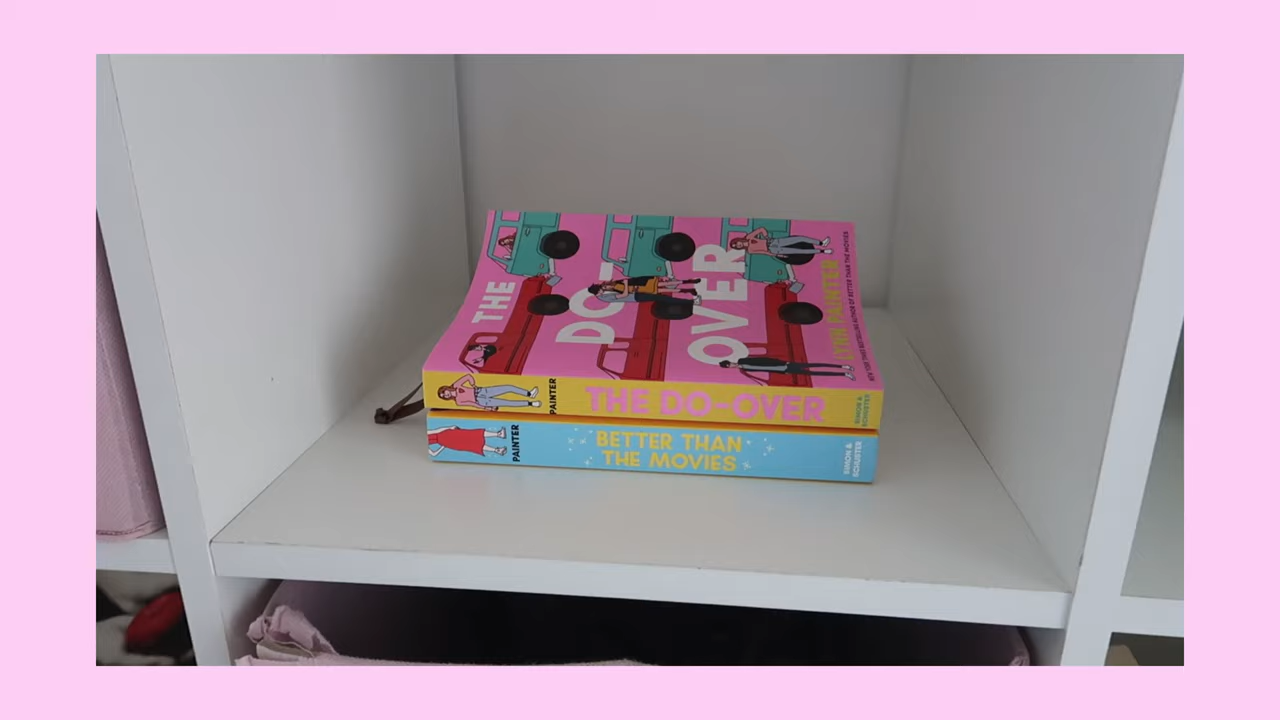 THE
DO-
OVER
LYNN PAINTER
NEW YORK TIMES BESTSELLING AUTHOR OF BETTER THAN THE MOVIES
PAINTER
THE DO-OVER
SIMON &
SCHUSTER
PAINTER
BETTER THAN
THE MOVIES
SIMON &
SCHUSTER